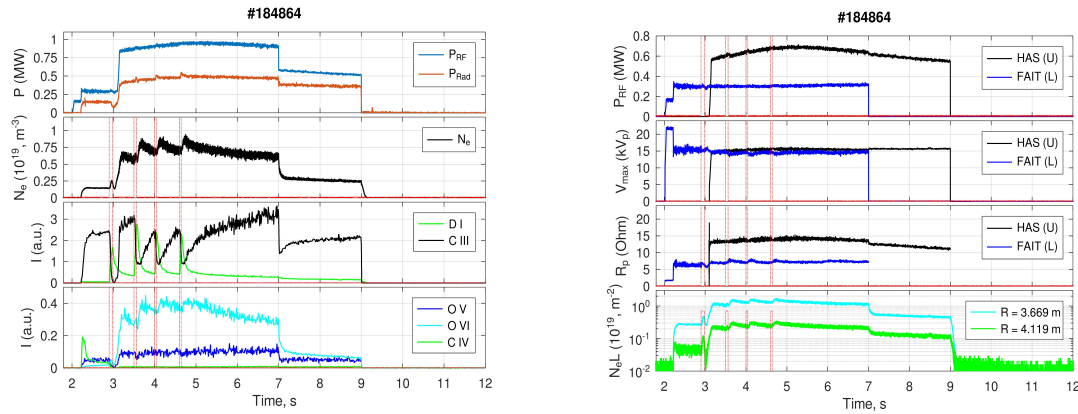 #184864
P (MW)
1
0.75
0.5
0.25
0
P_RF
P_Rad
N_e (10^19, m^-3)
1
0.75
0.5
0.25
0
N_e
I (a.u.)
3
2
1
0
D I
C III
I (a.u.)
0.4
0.2
0
O V
O VI
C IV
2 3 4 5 6 7 8 9 10 11 12
Time, s
#184864
P_RF (MW)
0.8
0.6
0.4
0.2
0
HAS (U)
FAIT (L)
V_max (kV_p)
20
15
10
5
0
HAS (U)
FAIT (L)
R_p (Ohm)
20
15
10
5
0
HAS (U)
FAIT (L)
N_eL (10^19, m^-2)
10^0
10^-1
10^-2
R = 3.669 m
R = 4.119 m
2 3 4 5 6 7 8 9 10 11 12
Time, s